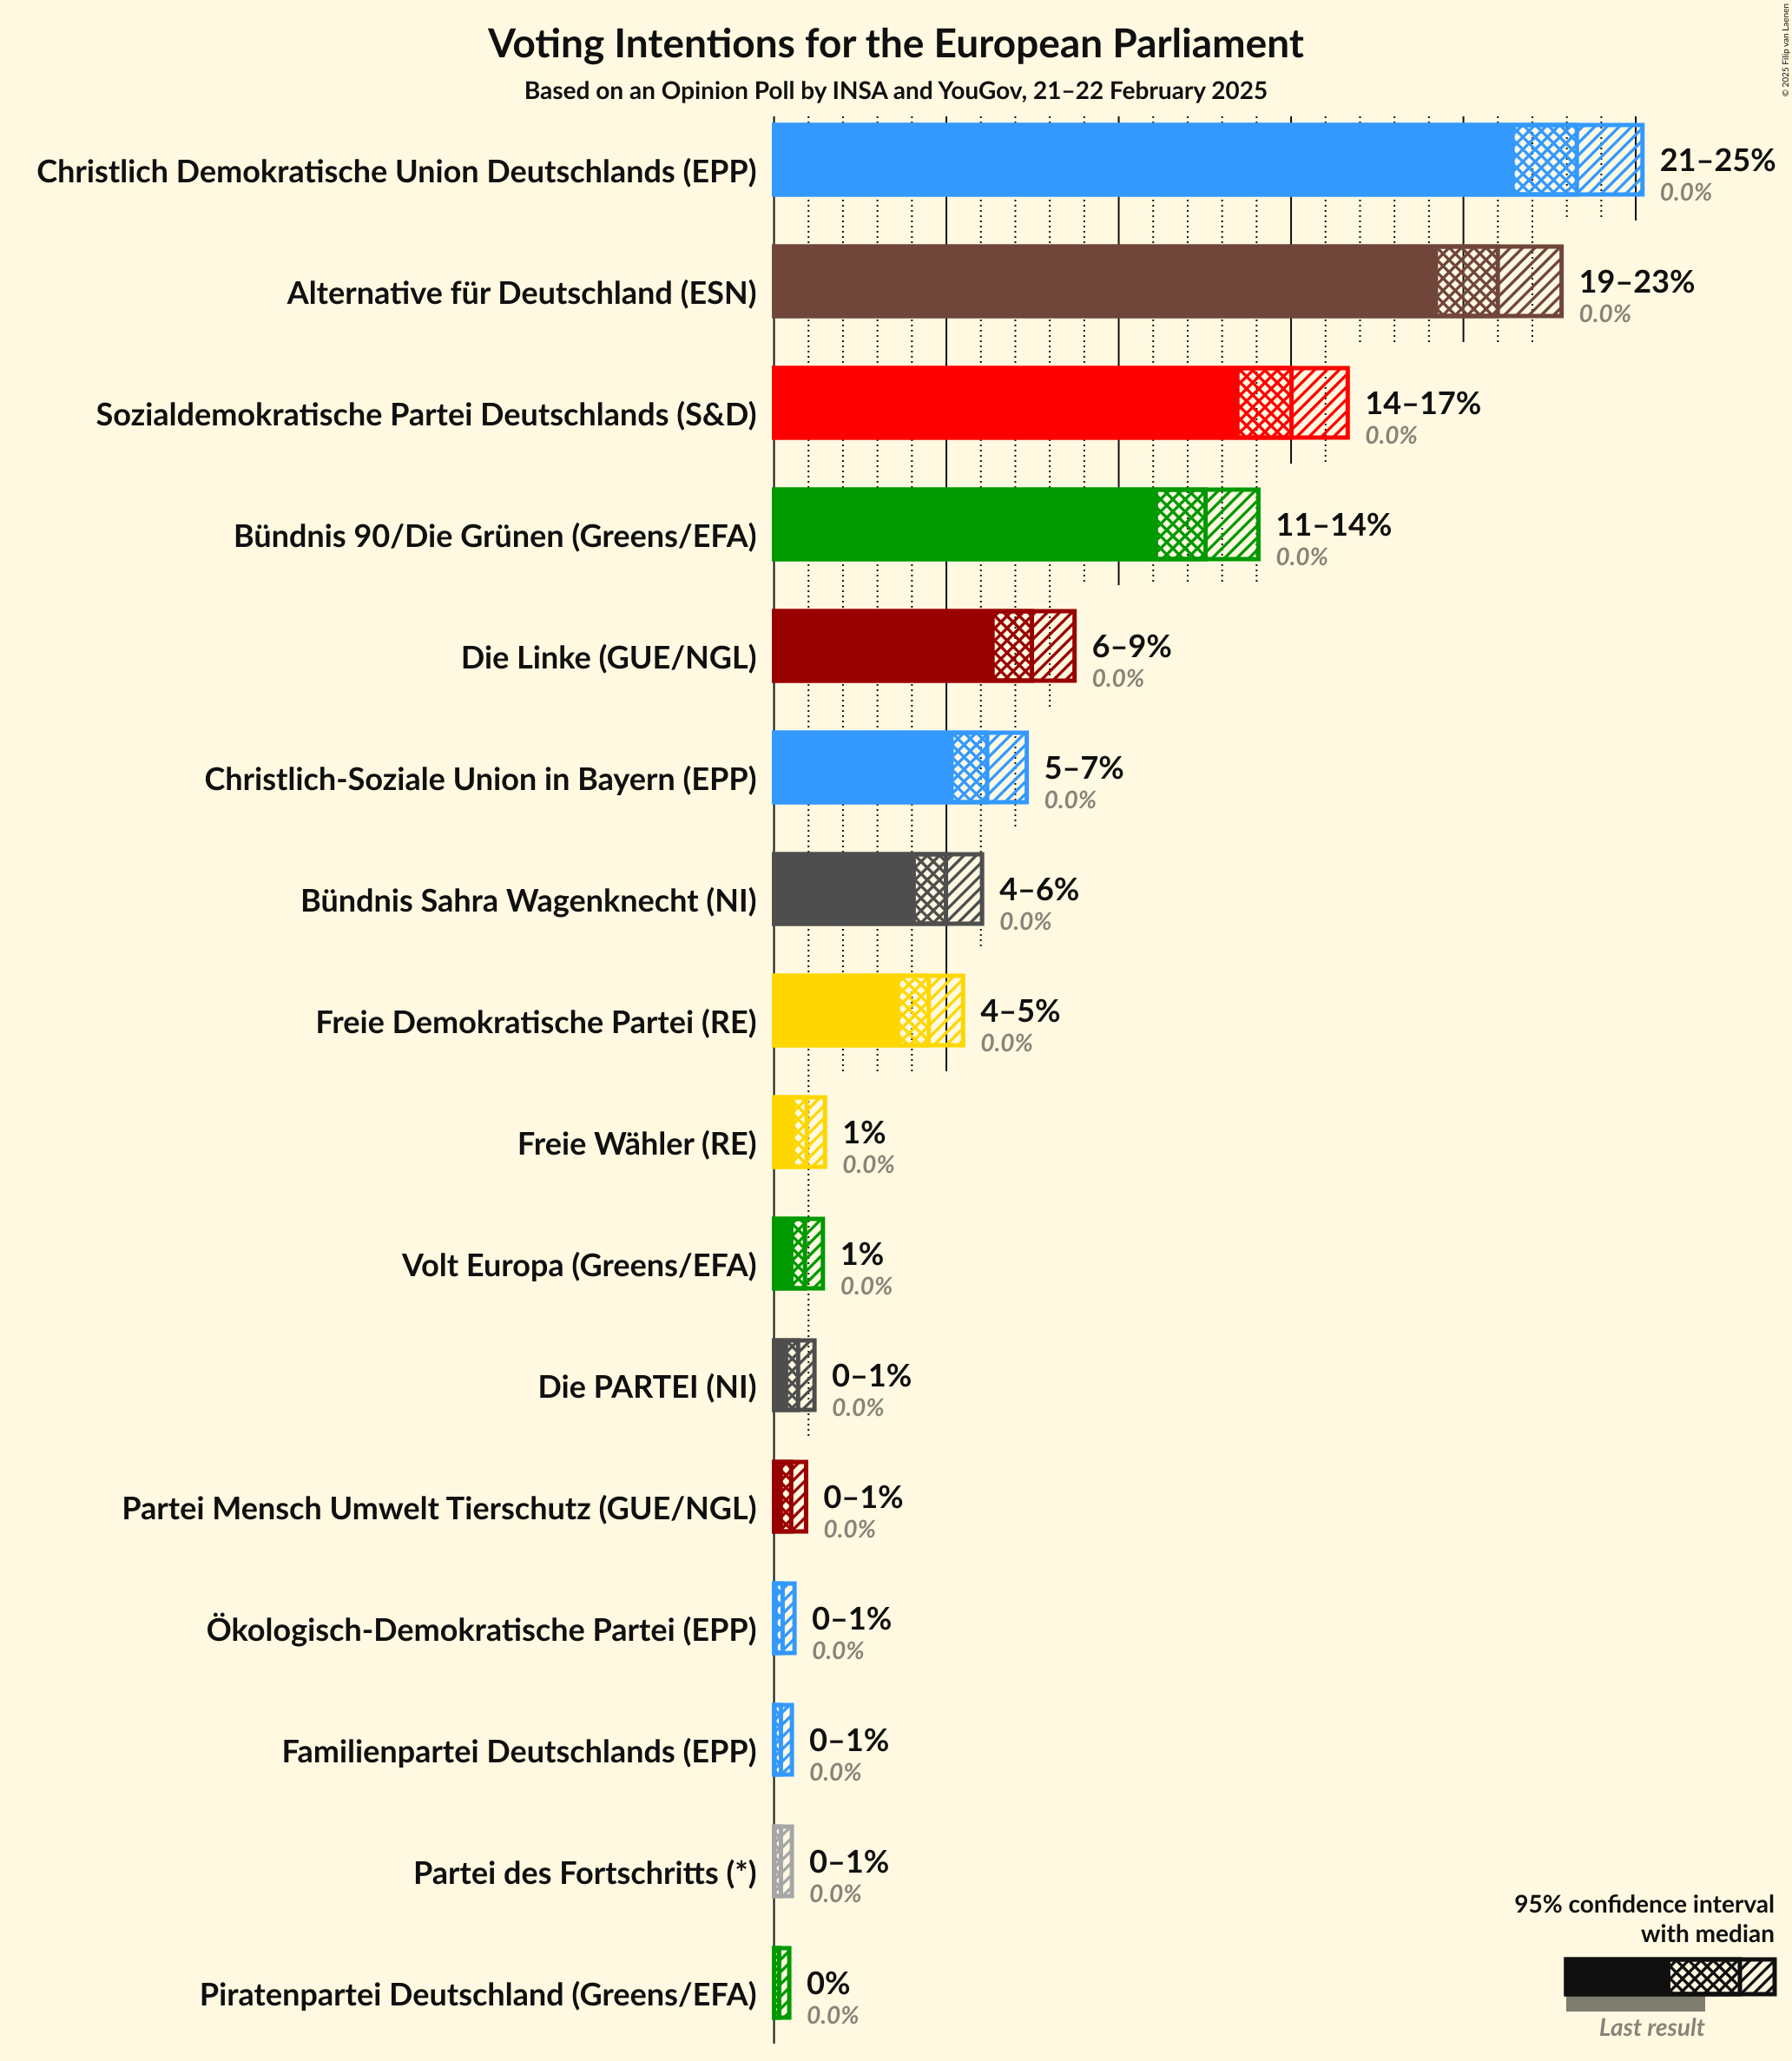 Voting Intentions for the European Parliament
Based on an Opinion Poll by INSA and YouGov, 21–22 February 2025
© 2025 Filip van Laenen
Christlich Demokratische Union Deutschlands (EPP)
21–25%
0.0%
Alternative für Deutschland (ESN)
19–23%
0.0%
Sozialdemokratische Partei Deutschlands (S&D)
14–17%
0.0%
Bündnis 90/Die Grünen (Greens/EFA)
11–14%
0.0%
Die Linke (GUE/NGL)
6–9%
0.0%
Christlich-Soziale Union in Bayern (EPP)
5–7%
0.0%
Bündnis Sahra Wagenknecht (NI)
4–6%
0.0%
Freie Demokratische Partei (RE)
4–5%
0.0%
Freie Wähler (RE)
1%
0.0%
Volt Europa (Greens/EFA)
1%
0.0%
Die PARTEI (NI)
0–1%
0.0%
Partei Mensch Umwelt Tierschutz (GUE/NGL)
0–1%
0.0%
Ökologisch-Demokratische Partei (EPP)
0–1%
0.0%
Familienpartei Deutschlands (EPP)
0–1%
0.0%
Partei des Fortschritts (*)
0–1%
0.0%
Piratenpartei Deutschland (Greens/EFA)
0%
0.0%
95% confidence interval
with median
Last result